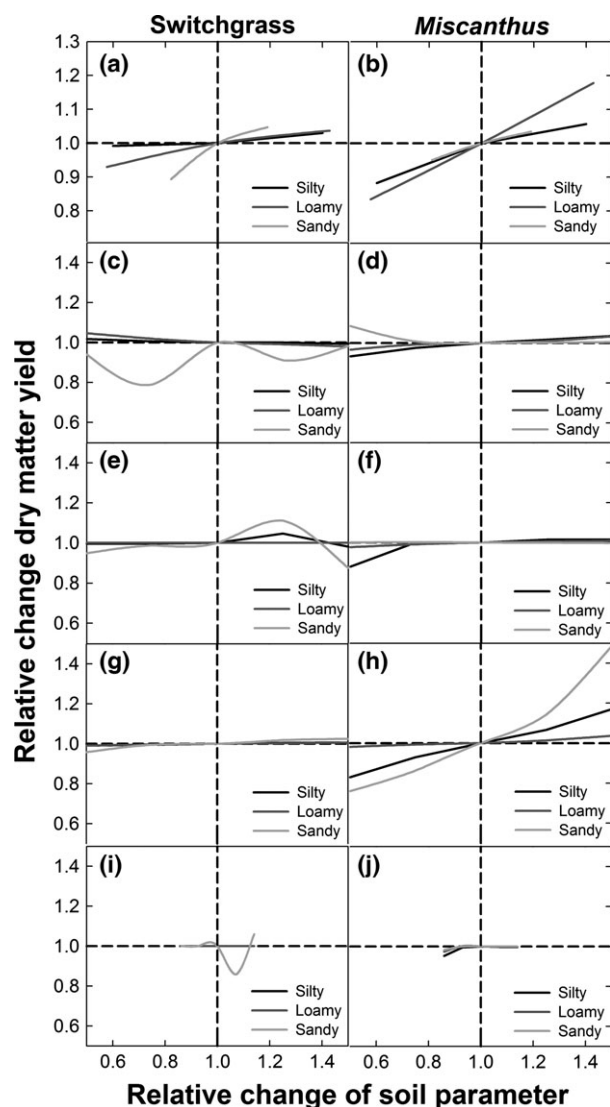 Switchgrass Miscanthus
Relative change dry matter yield
1.3
1.2
1.1
1.0
0.9
0.8
(a)
Silty
Loamy
Sandy
(b)
Silty
Loamy
Sandy
1.4
1.2
1.0
0.8
0.6
(c)
Silty
Loamy
Sandy
(d)
Silty
Loamy
Sandy
1.4
1.2
1.0
0.8
0.6
(e)
Silty
Loamy
Sandy
(f)
Silty
Loamy
Sandy
1.4
1.2
1.0
0.8
0.6
(g)
Silty
Loamy
Sandy
(h)
Silty
Loamy
Sandy
1.4
1.2
1.0
0.8
0.6
(i)
Silty
Loamy
Sandy
(j)
Silty
Loamy
Sandy
0.6 0.8 1.0 1.2 1.4 0.6 0.8 1.0 1.2 1.4
Relative change of soil parameter